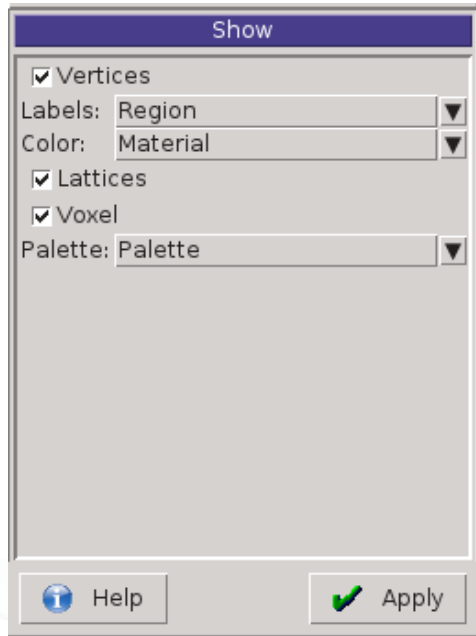 Show
Vertices
Labels: Region
Color: Material
Lattices
Voxel
Palette: Palette
Help Apply